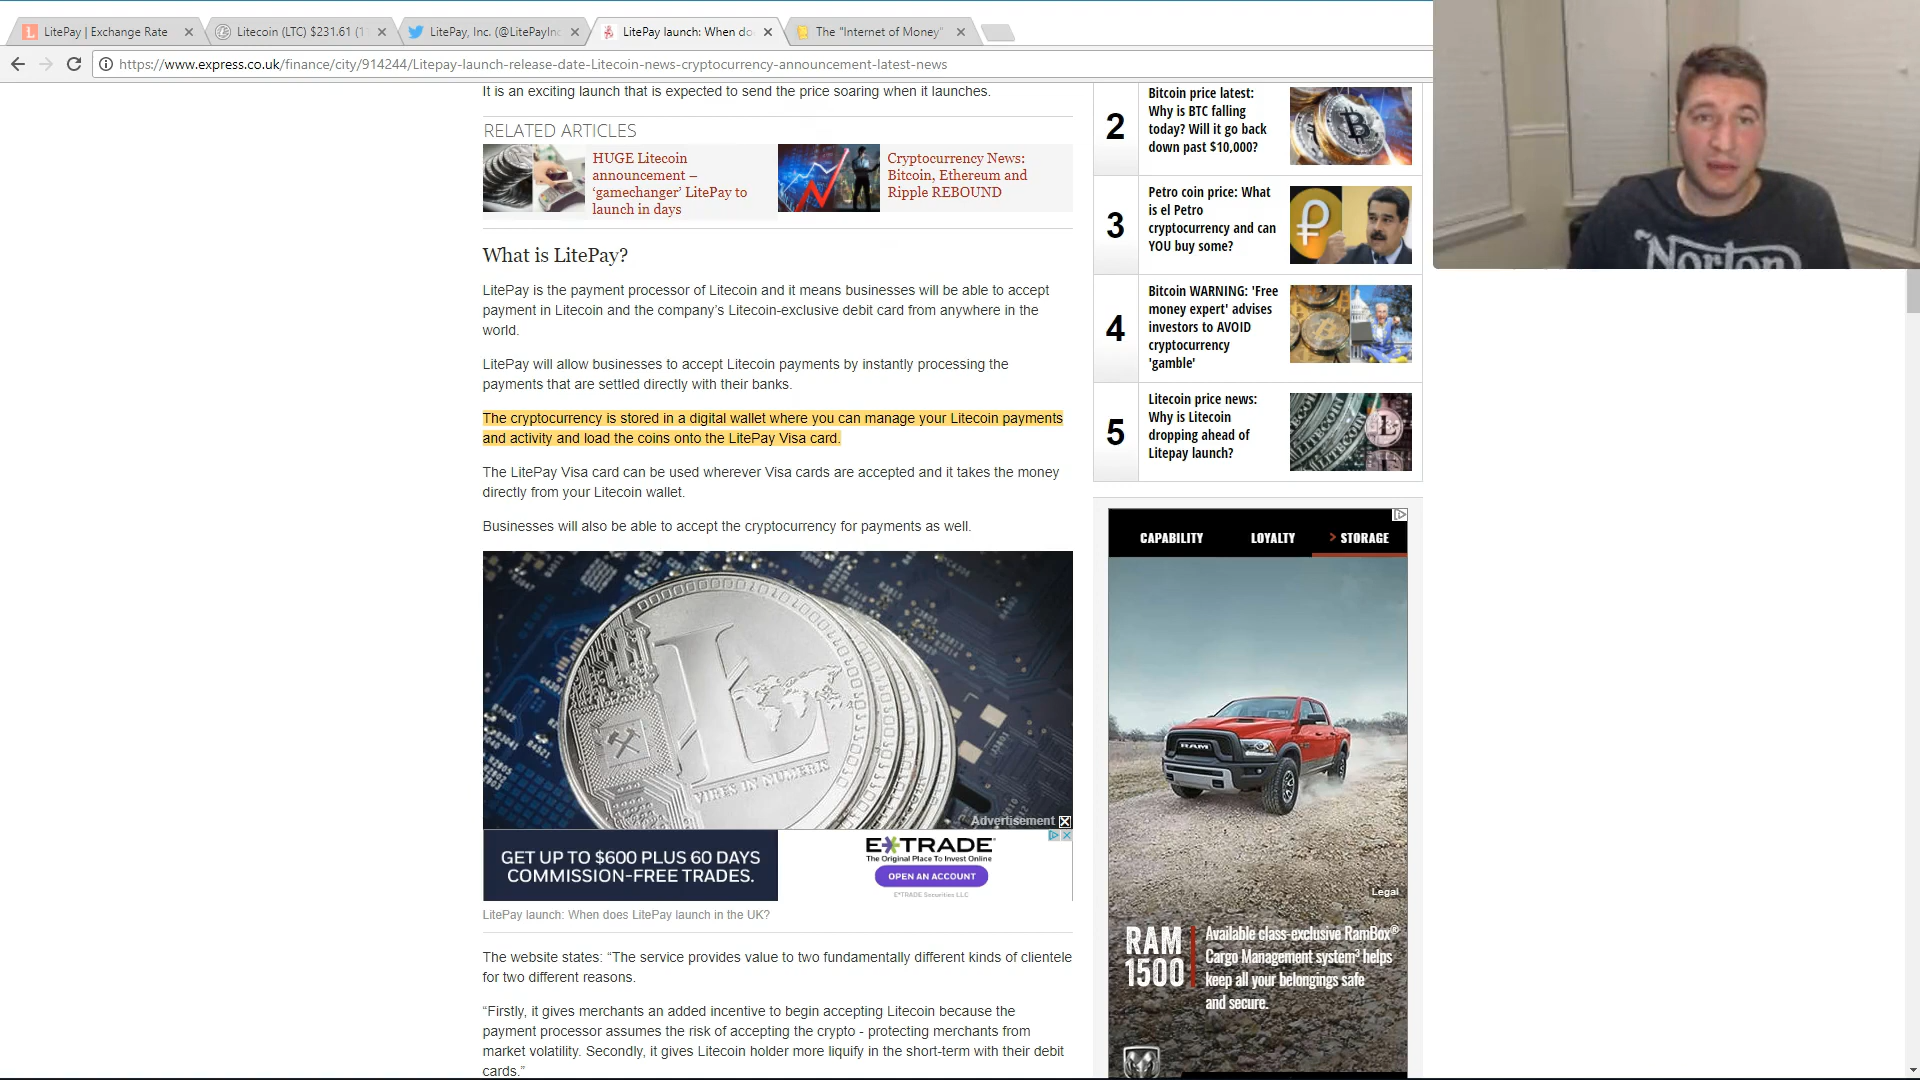 LitePay | Exchange Rate
Litecoin (LTC) $231.61 (1
LitePay, Inc. (@LitePayInc
LitePay launch: When do
The "Internet of Money"
https://www.express.co.uk/finance/city/914244/Litepay-launch-release-date-Litecoin-news-cryptocurrency-announcement-latest-news
It is an exciting launch that is expected to send the price soaring when it launches.
RELATED ARTICLES
HUGE Litecoin
announcement –
‘gamechanger’ LitePay to
launch in days
Cryptocurrency News:
Bitcoin, Ethereum and
Ripple REBOUND
What is LitePay?
LitePay is the payment processor of Litecoin and it means businesses will be able to accept
payment in Litecoin and the company’s Litecoin-exclusive debit card from anywhere in the
world.
LitePay will allow businesses to accept Litecoin payments by instantly processing the
payments that are settled directly with their banks.
The cryptocurrency is stored in a digital wallet where you can manage your Litecoin payments
and activity and load the coins onto the LitePay Visa card.
The LitePay Visa card can be used wherever Visa cards are accepted and it takes the money
directly from your Litecoin wallet.
Businesses will also be able to accept the cryptocurrency for payments as well.
VIRES IN NUMERIS
Advertisement
GET UP TO $600 PLUS 60 DAYS
COMMISSION-FREE TRADES.
E*TRADE
The Original Place To Invest Online
OPEN AN ACCOUNT
E*TRADE Securities LLC
LitePay launch: When does LitePay launch in the UK?
The website states: “The service provides value to two fundamentally different kinds of clientele
for two different reasons.
“Firstly, it gives merchants an added incentive to begin accepting Litecoin because the
payment processor assumes the risk of accepting the crypto - protecting merchants from
market volatility. Secondly, it gives Litecoin holder more liquify in the short-term with their debit
cards.”
2
Bitcoin price latest:
Why is BTC falling
today? Will it go back
down past $10,000?
3
Petro coin price: What
is el Petro
cryptocurrency and can
YOU buy some?
4
Bitcoin WARNING: 'Free
money expert' advises
investors to AVOID
cryptocurrency
'gamble'
5
Litecoin price news:
Why is Litecoin
dropping ahead of
Litepay launch?
CAPABILITY
LOYALTY
> STORAGE
RAM
Legal
RAM
1500
Available class-exclusive RamBox®
Cargo Management system³ helps
keep all your belongings safe
and secure.
Norton